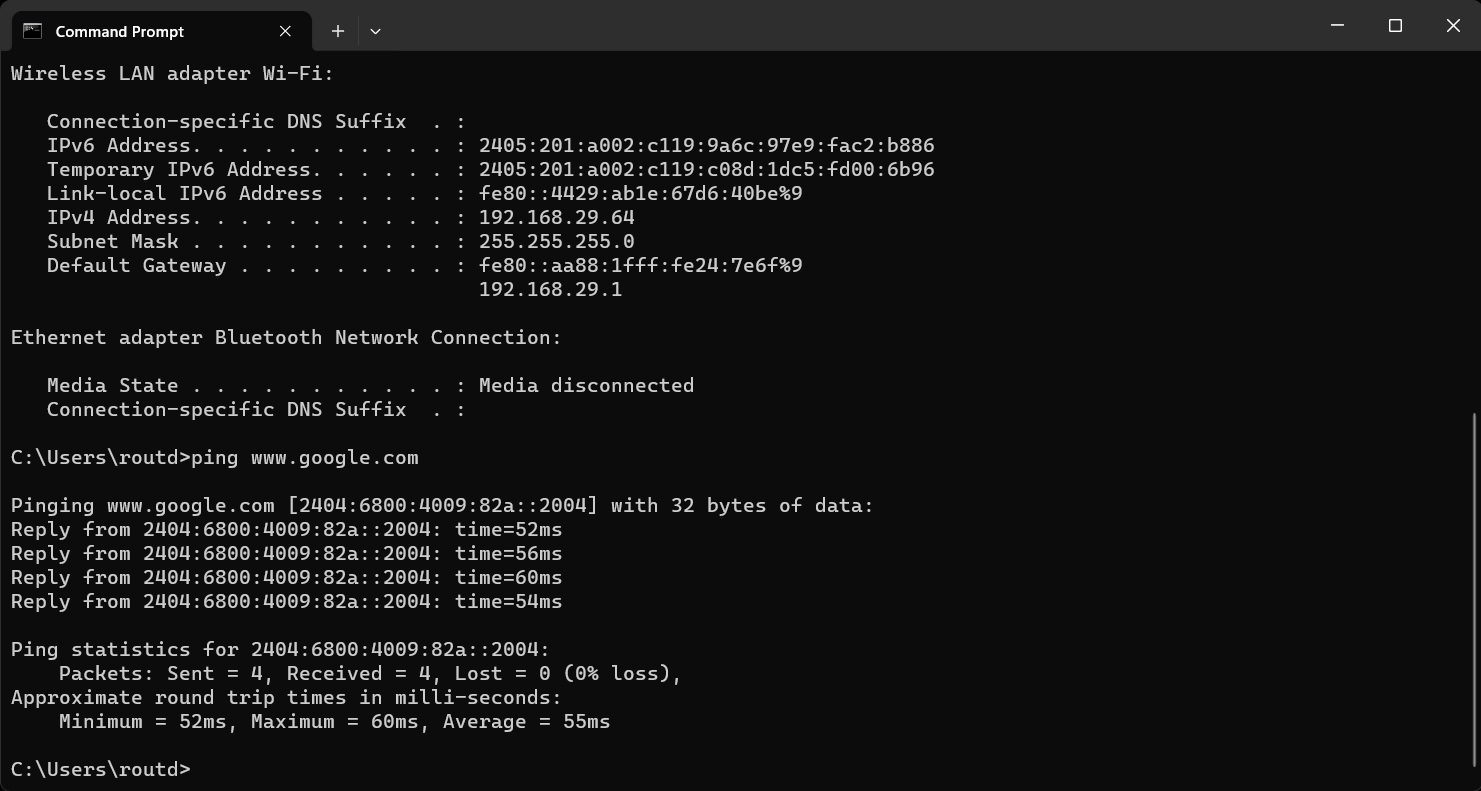 Command Prompt
Wireless LAN adapter Wi-Fi:
Connection-specific DNS Suffix  . :
IPv6 Address. . . . . . . . . . . : 2405:201:a002:c119:9a6c:97e9:fac2:b886
Temporary IPv6 Address. . . . . . : 2405:201:a002:c119:c08d:1dc5:fd00:6b96
Link-local IPv6 Address . . . . . : fe80::4429:ab1e:67d6:40be%9
IPv4 Address. . . . . . . . . . . : 192.168.29.64
Subnet Mask . . . . . . . . . . . : 255.255.255.0
Default Gateway . . . . . . . . . : fe80::aa88:1fff:fe24:7e6f%9
192.168.29.1
Ethernet adapter Bluetooth Network Connection:
Media State . . . . . . . . . . . : Media disconnected
Connection-specific DNS Suffix  . :
C:\Users\routd>ping www.google.com
Pinging www.google.com [2404:6800:4009:82a::2004] with 32 bytes of data:
Reply from 2404:6800:4009:82a::2004: time=52ms
Reply from 2404:6800:4009:82a::2004: time=56ms
Reply from 2404:6800:4009:82a::2004: time=60ms
Reply from 2404:6800:4009:82a::2004: time=54ms
Ping statistics for 2404:6800:4009:82a::2004:
Packets: Sent = 4, Received = 4, Lost = 0 (0% loss),
Approximate round trip times in milli-seconds:
Minimum = 52ms, Maximum = 60ms, Average = 55ms
C:\Users\routd>